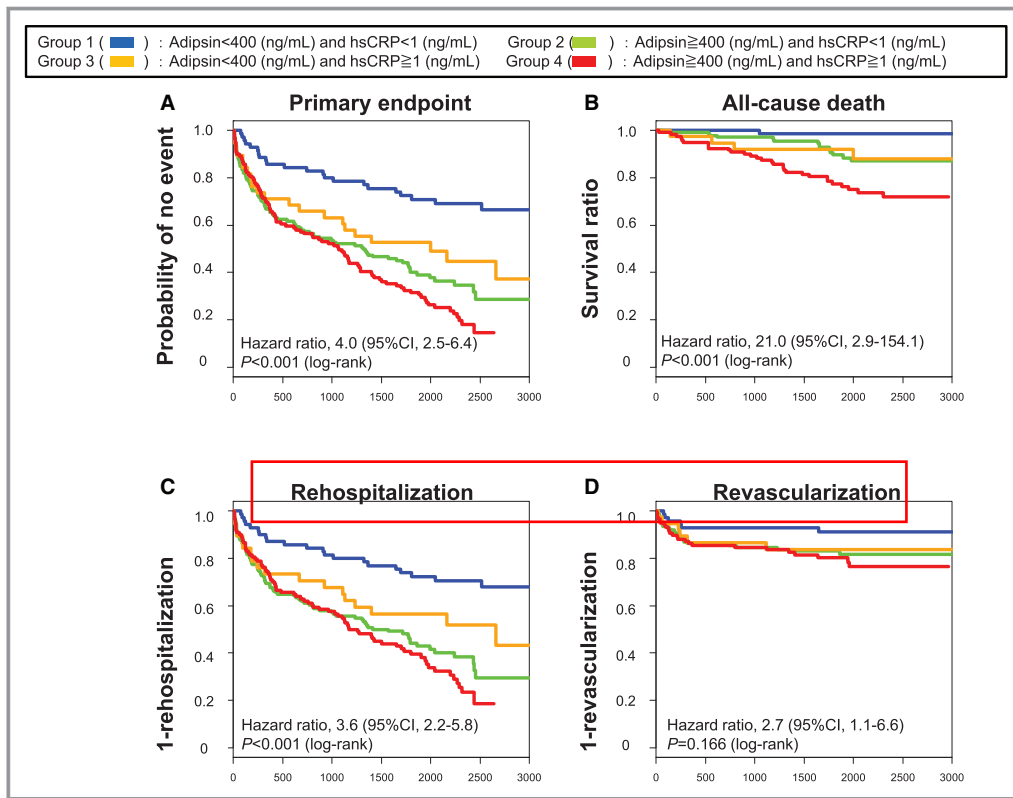 Group 1 ( ) : Adipsin<400 (ng/mL) and hsCRP<1 (ng/mL) Group 2 ( ) : Adipsin≧400 (ng/mL) and hsCRP<1 (ng/mL)
Group 3 ( ) : Adipsin<400 (ng/mL) and hsCRP≧1 (ng/mL) Group 4 ( ) : Adipsin≧400 (ng/mL) and hsCRP≧1 (ng/mL)
A Primary endpoint
Probability of no event
1.0
0.8
0.6
0.4
0.2
0
Hazard ratio, 4.0 (95%CI, 2.5-6.4)
P<0.001 (log-rank)
0 500 1000 1500 2000 2500 3000
B All-cause death
Survival ratio
1.0
0.8
0.6
0.4
0.2
0
Hazard ratio, 21.0 (95%CI, 2.9-154.1)
P<0.001 (log-rank)
0 500 1000 1500 2000 2500 3000
C Rehospitalization
1-rehospitalization
1.0
0.8
0.6
0.4
0.2
0
Hazard ratio, 3.6 (95%CI, 2.2-5.8)
P<0.001 (log-rank)
0 500 1000 1500 2000 2500 3000
D Revascularization
1-revascularization
1.0
0.8
0.6
0.4
0.2
0
Hazard ratio, 2.7 (95%CI, 1.1-6.6)
P=0.166 (log-rank)
0 500 1000 1500 2000 2500 3000